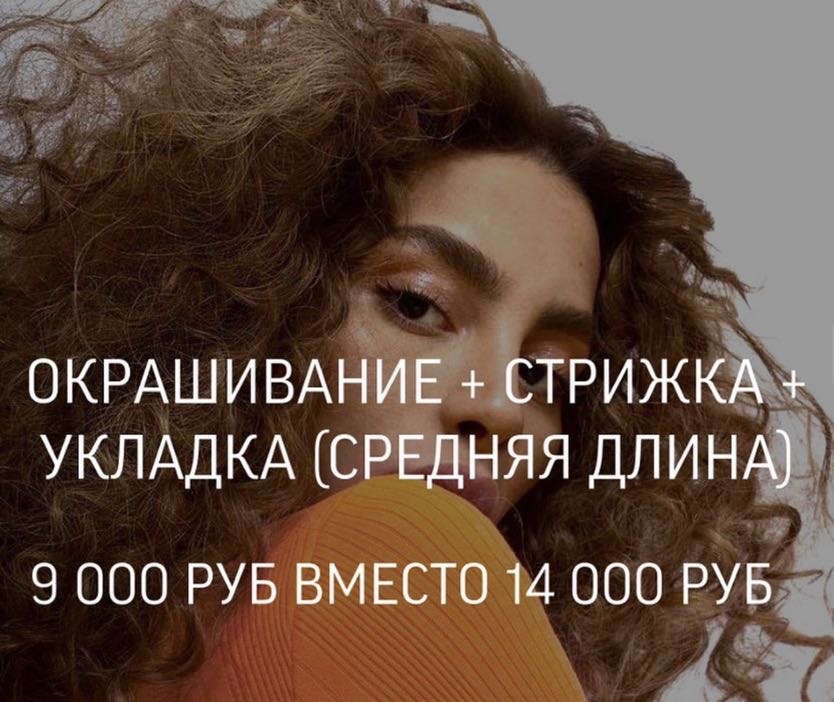 ОКРАШИВАНИЕ + СТРИЖКА +
УКЛАДКА (СРЕДНЯЯ ДЛИНА)
9 000 РУБ ВМЕСТО 14 000 РУБ